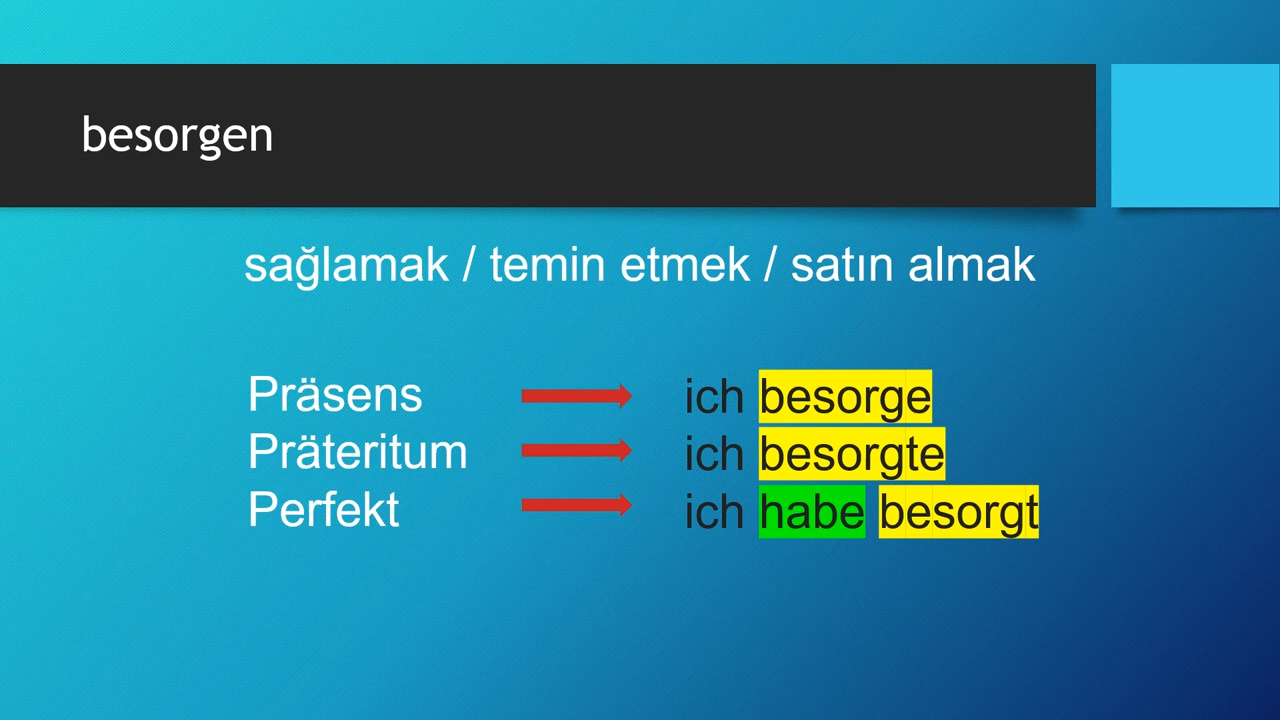 besorgen
sağlamak / temin etmek / satın almak
Präsens ich besorge
Präteritum ich besorgte
Perfekt ich habe besorgt